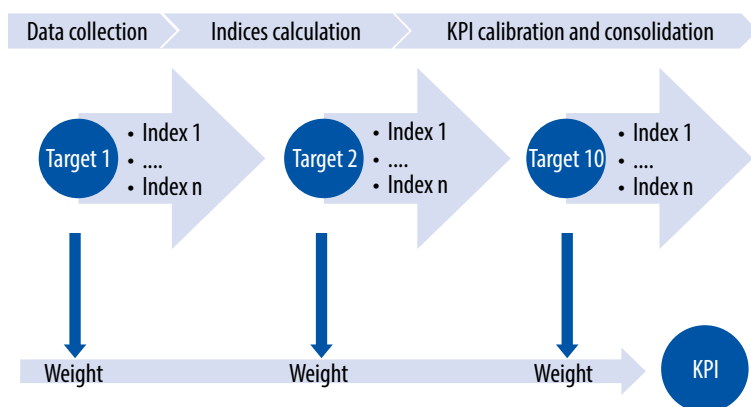 Data collection
Indices calculation
KPI calibration and consolidation
Target 1
• Index 1
• ....
• Index n
Target 2
• Index 1
• ....
• Index n
Target 10
• Index 1
• ....
• Index n
Weight
Weight
Weight
KPI